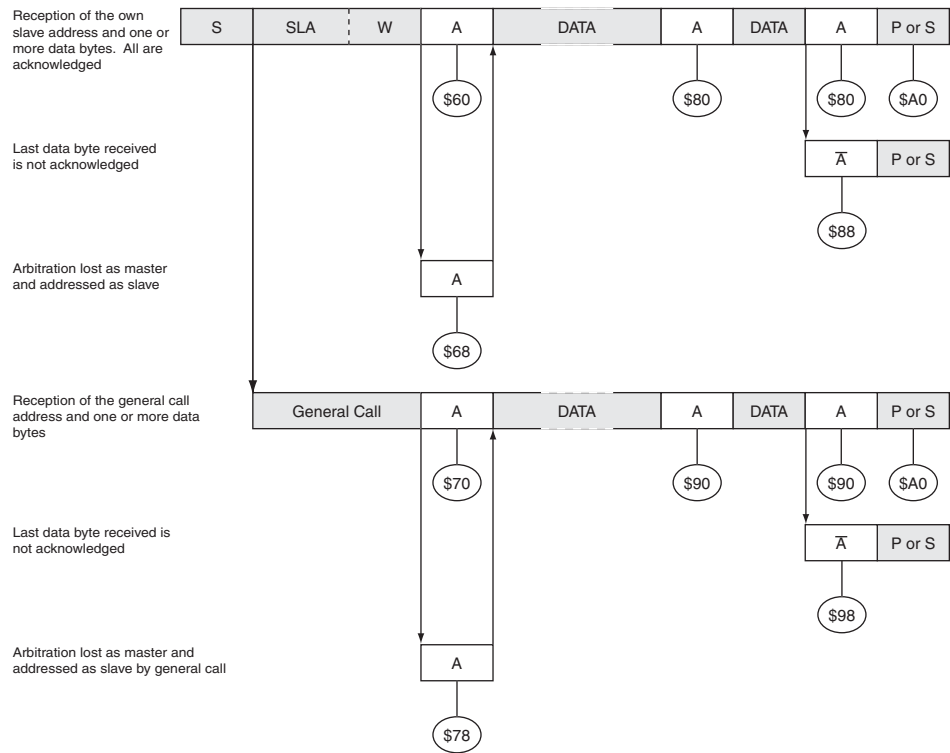 Reception of the own
slave address and one or
more data bytes. All are
acknowledged
S SLA W A DATA A DATA A P or S
$60 $80 $80 $A0
Last data byte received
is not acknowledged
A̅ P or S
$88
Arbitration lost as master
and addressed as slave
A
$68
Reception of the general call
address and one or more data
bytes
General Call A DATA A DATA A P or S
$70 $90 $90 $A0
Last data byte received is
not acknowledged
A̅ P or S
$98
Arbitration lost as master and
addressed as slave by general call
A
$78